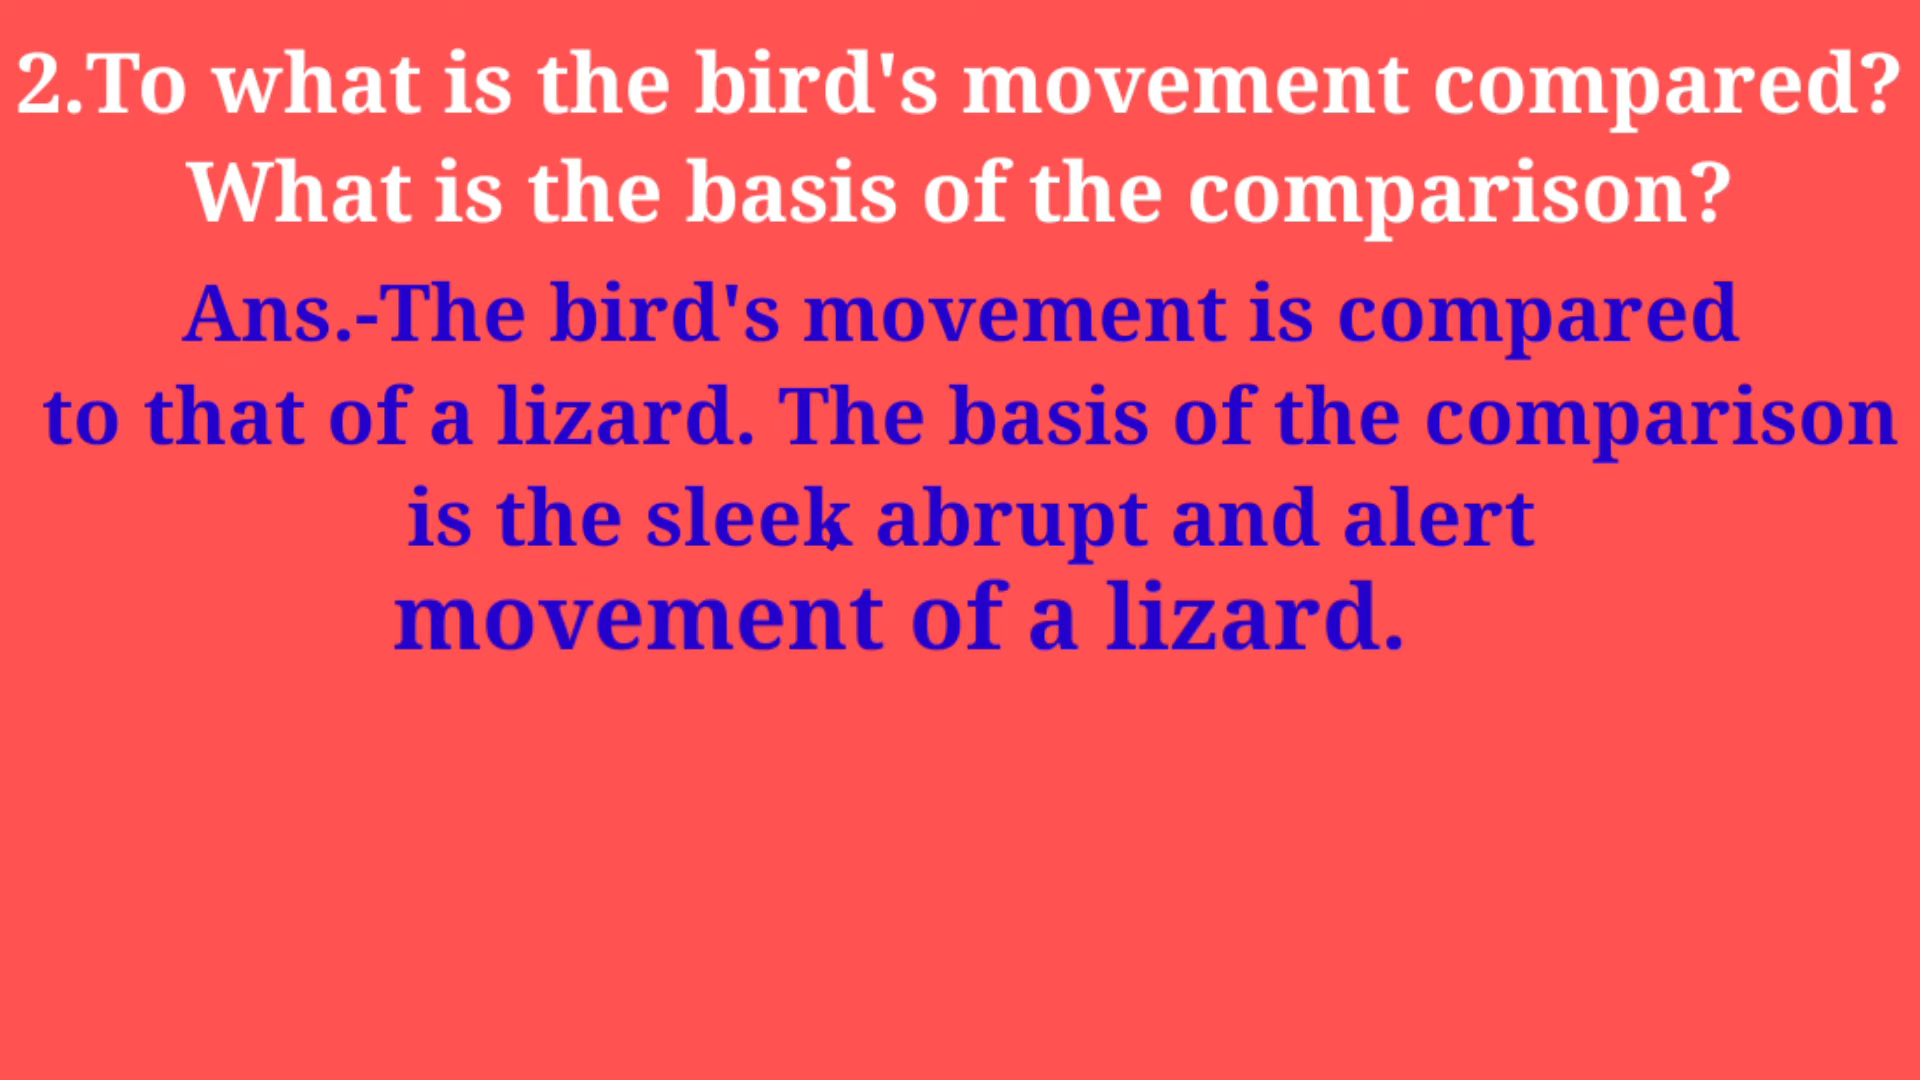 2.To what is the bird's movement compared?
What is the basis of the comparison?
Ans.-The bird's movement is compared
to that of a lizard. The basis of the comparison
is the sleek, abrupt and alert
movement of a lizard.